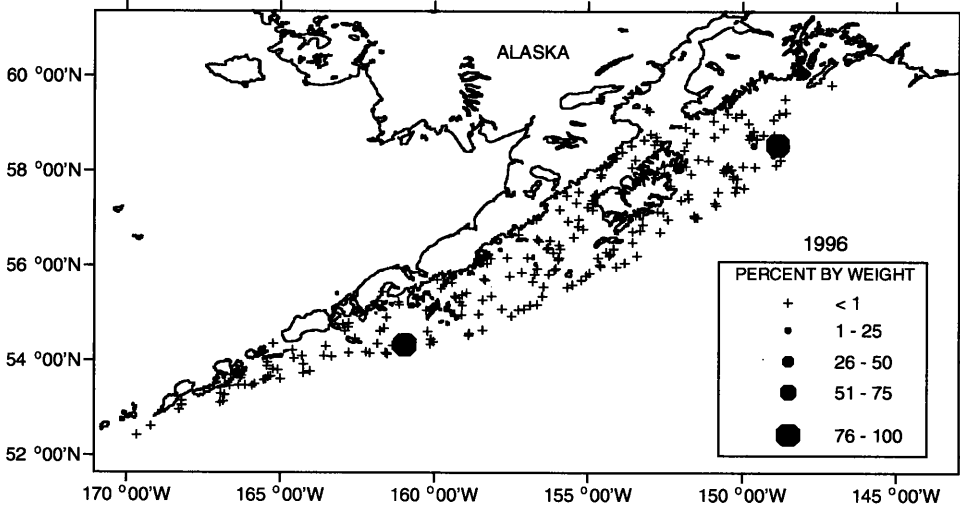 ALASKA
60 °00'N
58 °00'N
56 °00'N
54 °00'N
52 °00'N
1996
PERCENT BY WEIGHT
< 1
1 - 25
26 - 50
51 - 75
76 - 100
170 °00'W
165 °00'W
160 °00'W
155 °00'W
150 °00'W
145 °00'W